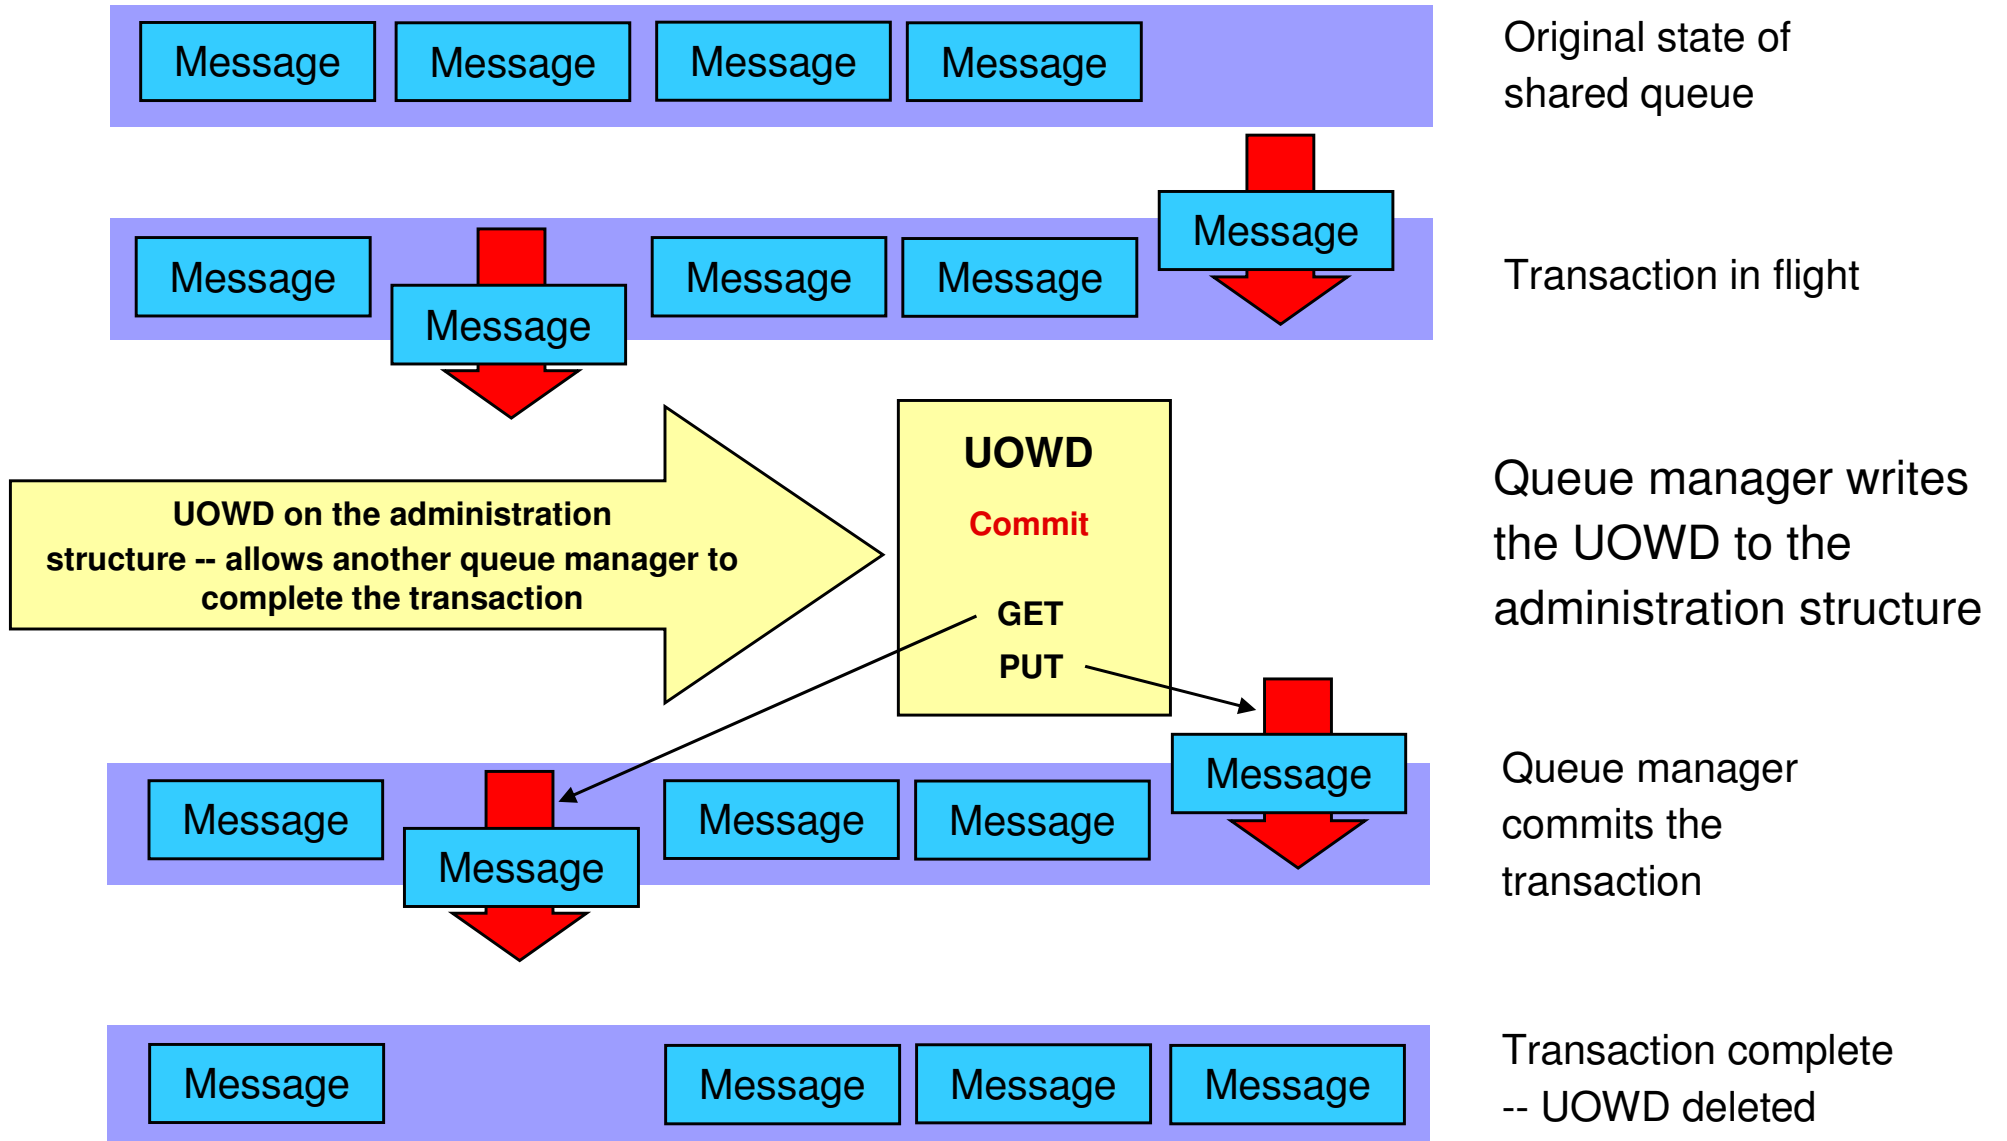 Message Message Message Message
Original state of
shared queue
Message
Message Message Message
Message
Transaction in flight
UOWD on the administration
structure -- allows another queue manager to
complete the transaction
UOWD
Commit
GET
PUT
Queue manager writes
the UOWD to the
administration structure
Message
Message Message Message
Message
Queue manager
commits the
transaction
Message Message Message Message
Transaction complete
-- UOWD deleted